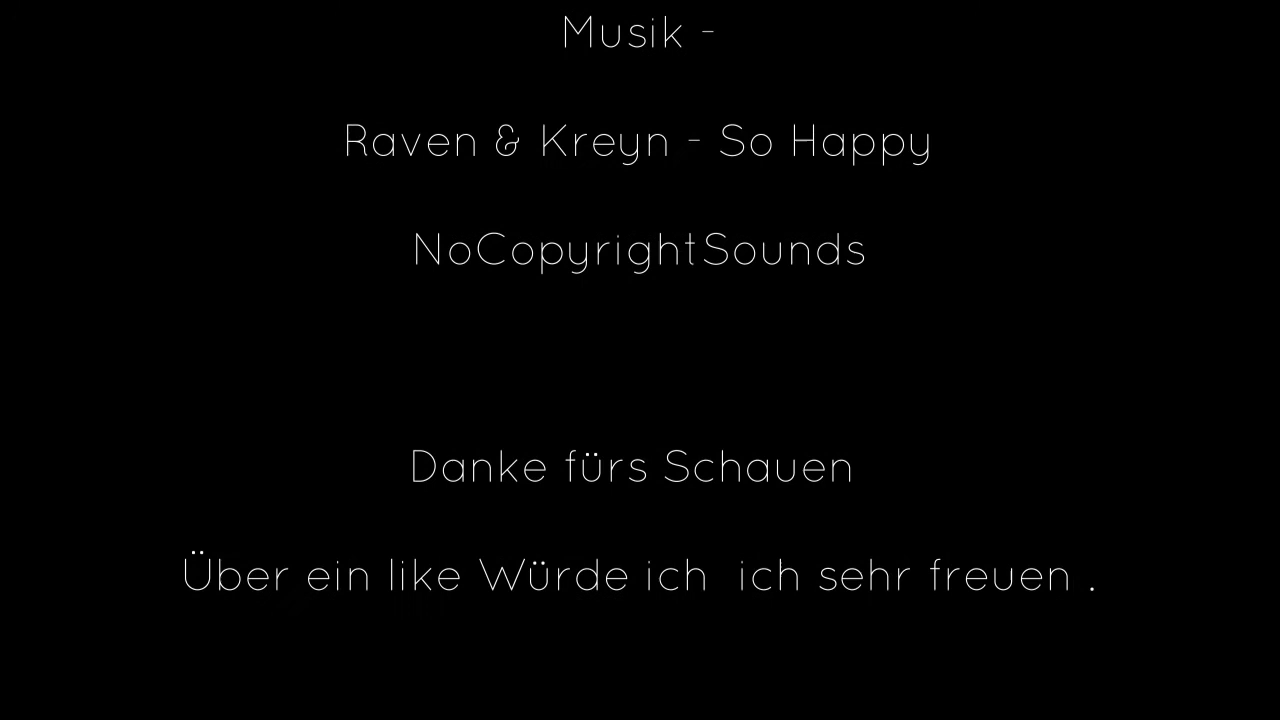 Musik -
Raven & Kreyn - So Happy
NoCopyrightSounds
Danke fürs Schauen
Über ein like Würde ich  ich sehr freuen .